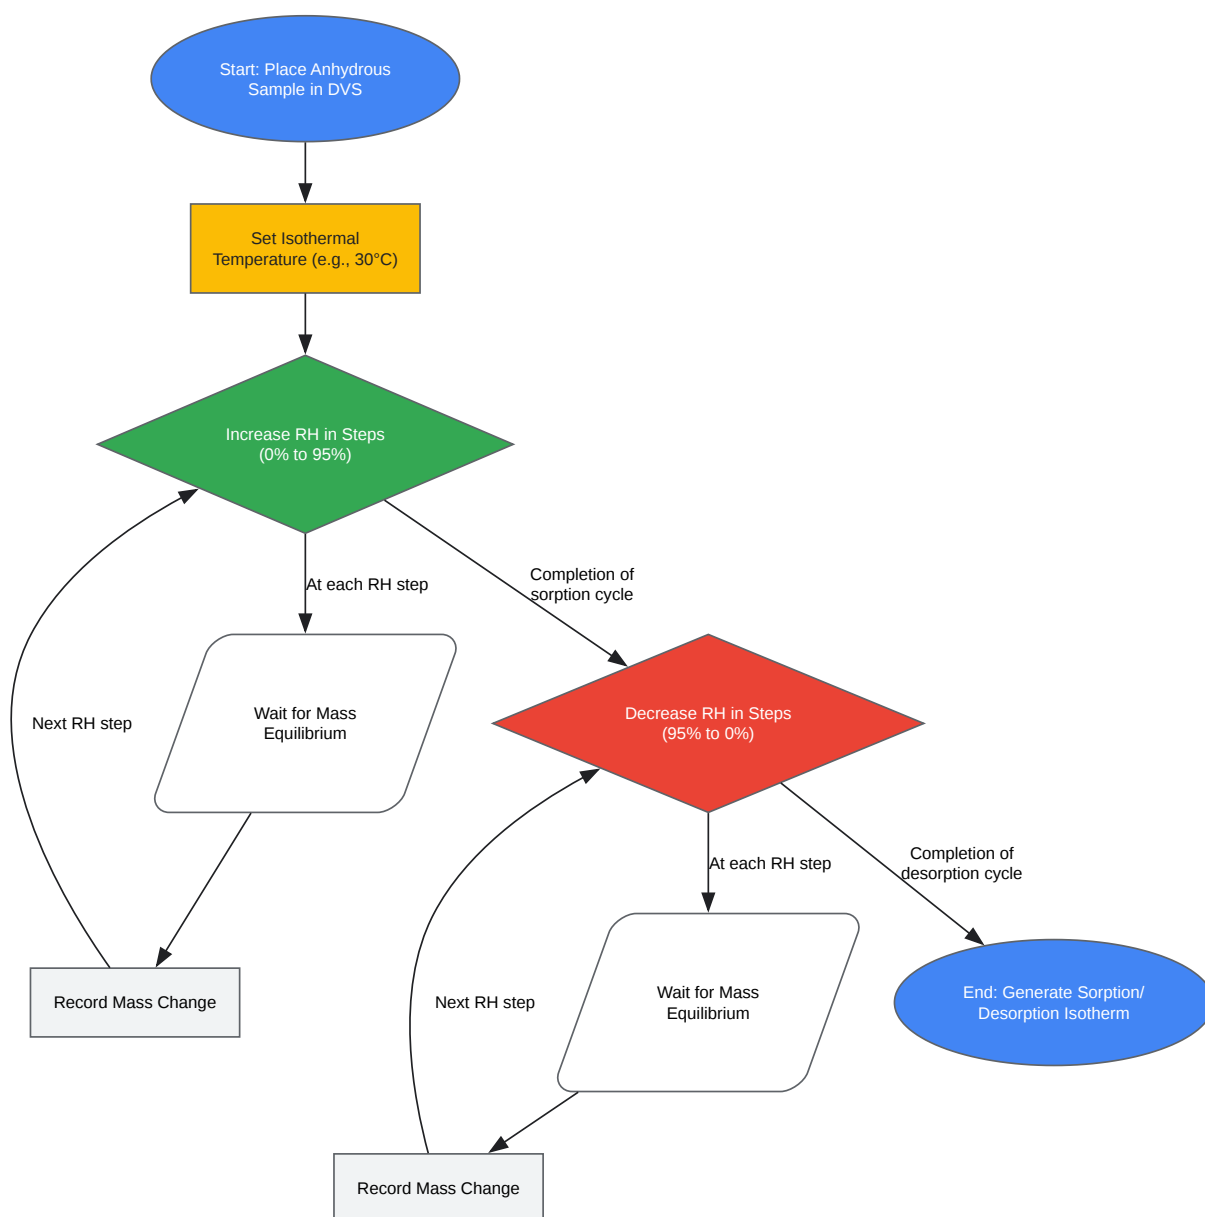 Start: Place Anhydrous
Sample in DVS
Set Isothermal
Temperature (e.g., 30°C)
Increase RH in Steps
(0% to 95%)
At each RH step
Completion of
sorption cycle
Next RH step
Wait for Mass
Equilibrium
Decrease RH in Steps
(95% to 0%)
Record Mass Change
At each RH step
Completion of
desorption cycle
Next RH step
Wait for Mass
Equilibrium
End: Generate Sorption/
Desorption Isotherm
Record Mass Change